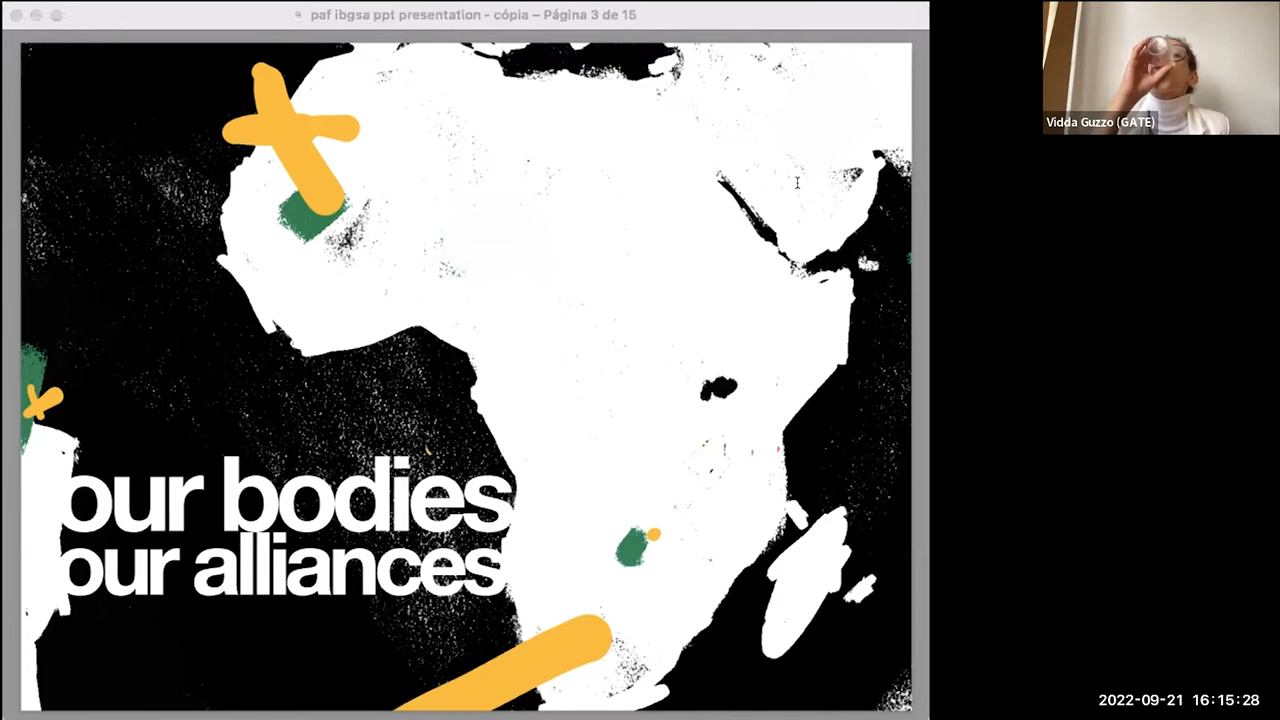 paf ibgsa ppt presentation - cópia – Página 3 de 15
Vidda Guzzo (GATE)
our bodies
our alliances
2022-09-21 16:15:28